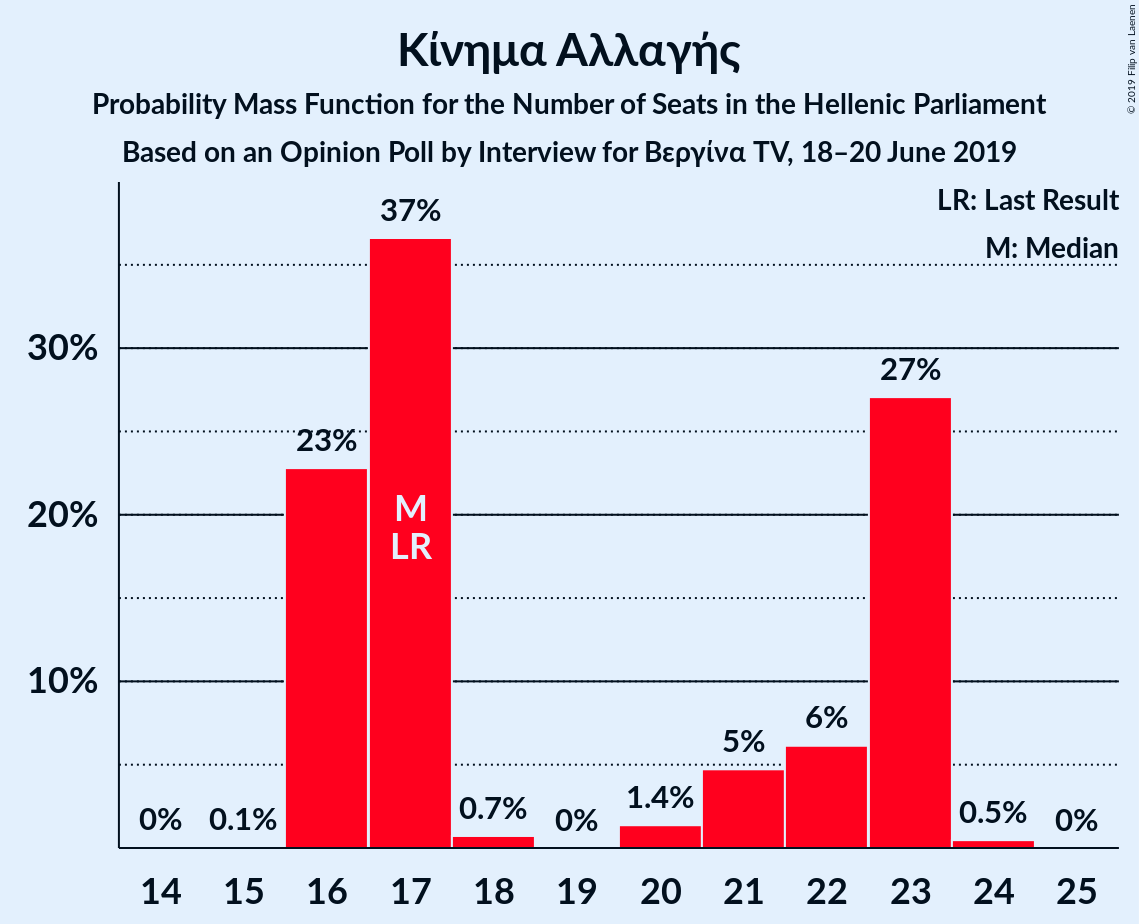 Κίνημα Αλλαγής
Probability Mass Function for the Number of Seats in the Hellenic Parliament
Based on an Opinion Poll by Interview for Βεργίνα TV, 18–20 June 2019
© 2019 Filip van Laenen
LR: Last Result
M: Median
30%
20%
10%
0%
0.1%
23%
37%
M
LR
0.7%
0%
1.4%
5%
6%
27%
0.5%
0%
14 15 16 17 18 19 20 21 22 23 24 25